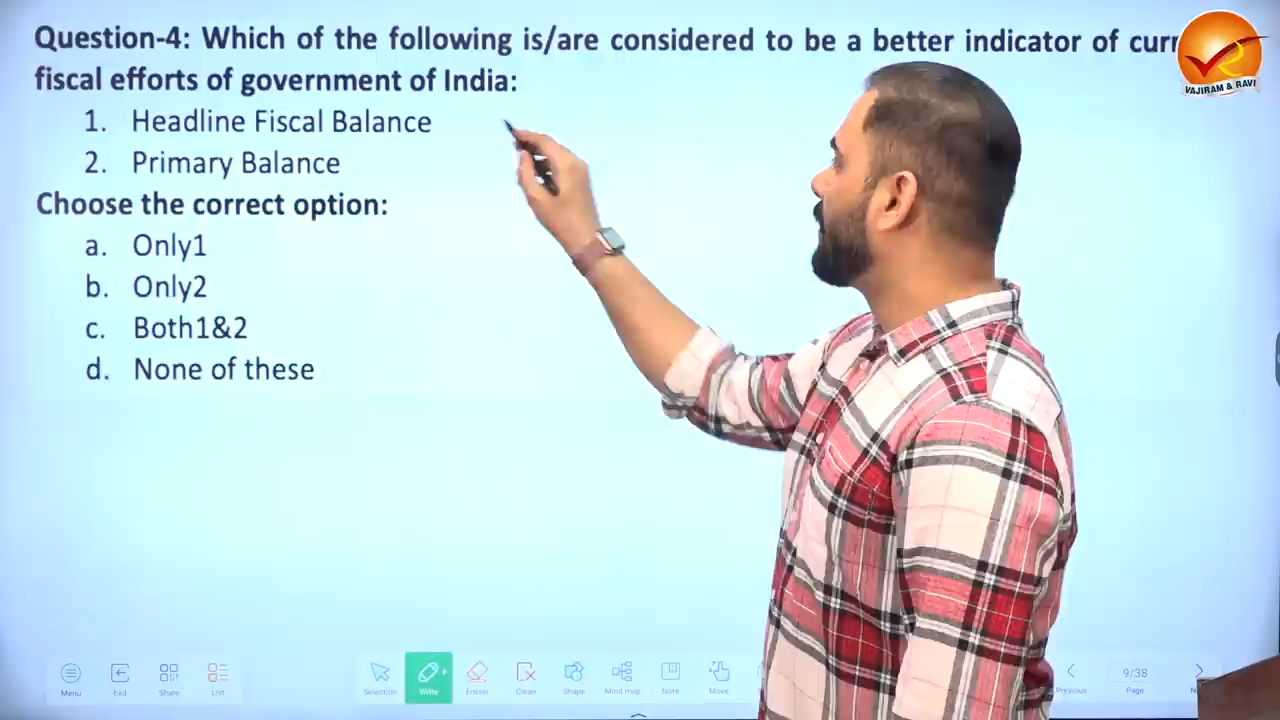 Question-4: Which of the following is/are considered to be a better indicator of
fiscal efforts of government of India:
1. Headline Fiscal Balance
2. Primary Balance
Choose the correct option:
a. Only1
b. Only2
c. Both1&2
d. None of these
VAJIRAM & RAVI
Menu Exit Share List Selection Write Eraser Clean Shape Mind map Note Move Previous 9/38 Page